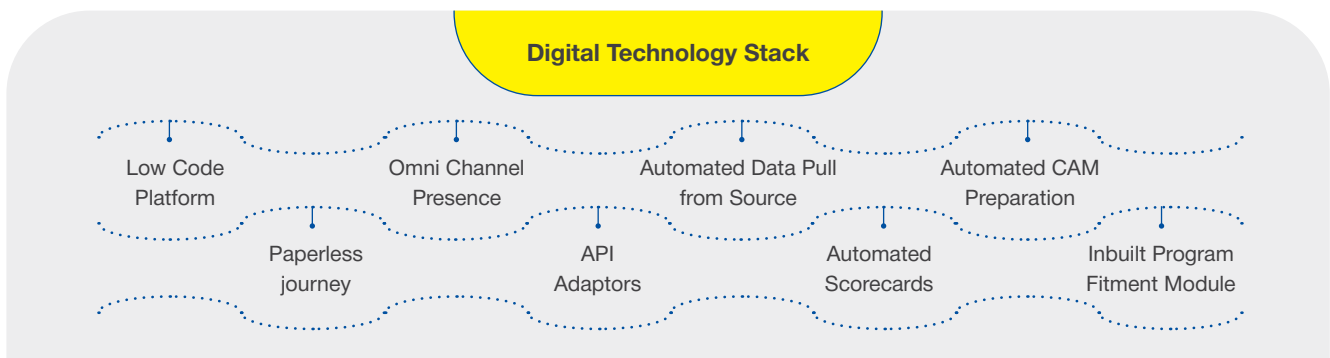 Digital Technology Stack
Low Code
Platform
Omni Channel
Presence
Automated Data Pull
from Source
Automated CAM
Preparation
Paperless
journey
API
Adaptors
Automated
Scorecards
Inbuilt Program
Fitment Module